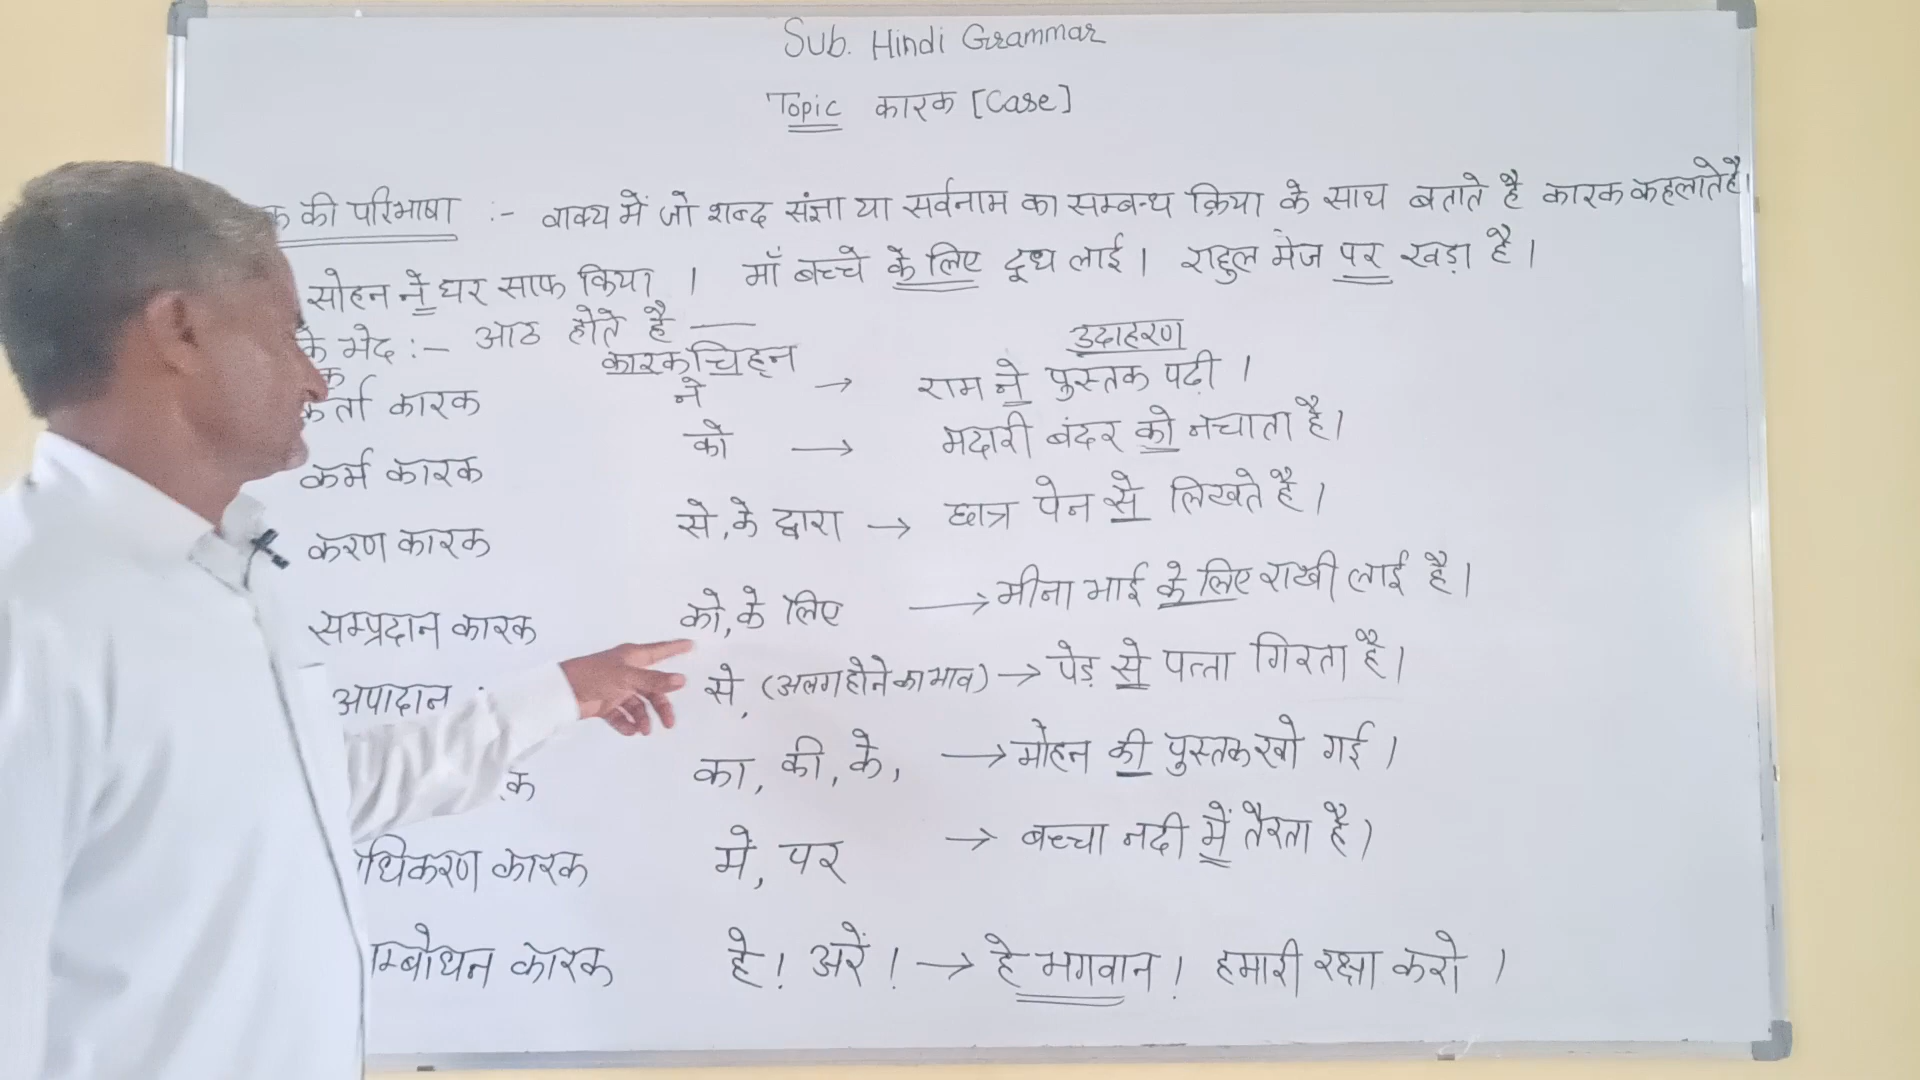 Sub. Hindi Grammar
Topic कारक [Case]
की परिभाषा :- वाक्य में जो शब्द संज्ञा या सर्वनाम का सम्बन्ध क्रिया के साथ बताते है कारक कहलाते है।
सोहन ने घर साफ किया । माँ बच्चे के लिए दूध लाई। राहुल मेज पर खड़ा है।
के भेद :- आठ होते है —
कारक चिह्न उदाहरण
कर्ता कारक ने → राम ने पुस्तक पढी ।
कर्म कारक को → मदारी बंदर को नचाता है।
करण कारक से, के द्वारा → छात्र पेन से लिखते है।
सम्प्रदान कारक को, के लिए → मीना भाई के लिए राखी लाई है।
अपादान से, (अलग होने का भाव) → पेड़ से पत्ता गिरता है।
क का, की, के, → मोहन की पुस्तक खो गई ।
धिकरण कारक में, पर → बच्चा नदी में तैरता है।
म्बोधन कारक हे! अरें! → हे भगवान! हमारी रक्षा करो ।